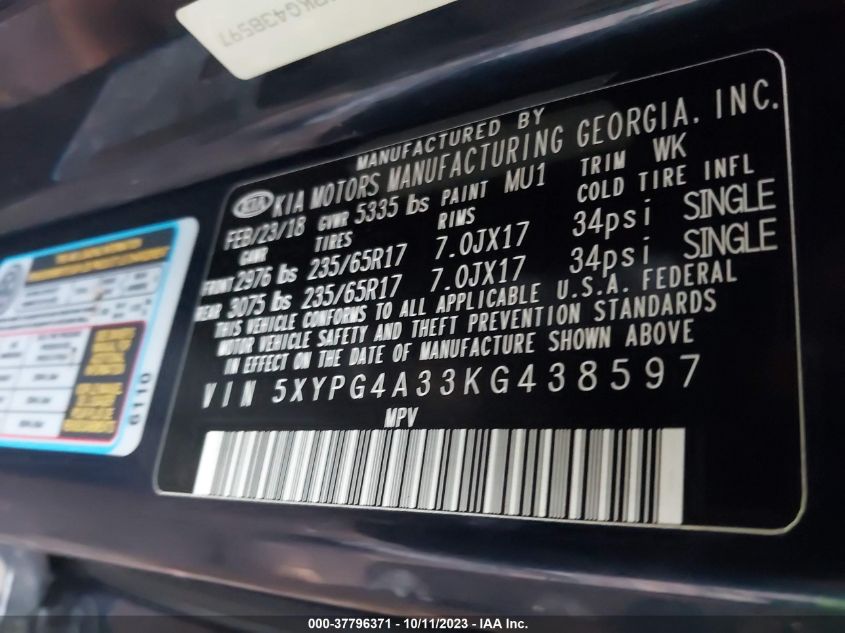 PKG438597
MANUFACTURED BY
KIA KIA MOTORS MANUFACTURING GEORGIA, INC.
FEB/23/18 GVWR 5335 lbs PAINT MU1 TRIM WK
GAWR TIRES RIMS COLD TIRE INFL
FRONT 2976 lbs 235/65R17 7.0JX17 34psi SINGLE
REAR 3075 lbs 235/65R17 7.0JX17 34psi SINGLE
THIS VEHICLE CONFORMS TO ALL APPLICABLE U.S.A. FEDERAL
MOTOR VEHICLE SAFETY AND THEFT PREVENTION STANDARDS
IN EFFECT ON THE DATE OF MANUFACTURE SHOWN ABOVE
VIN 5XYPG4A33KG438597
MPV
6110
000-37796371 - 10/11/2023 - IAA Inc.